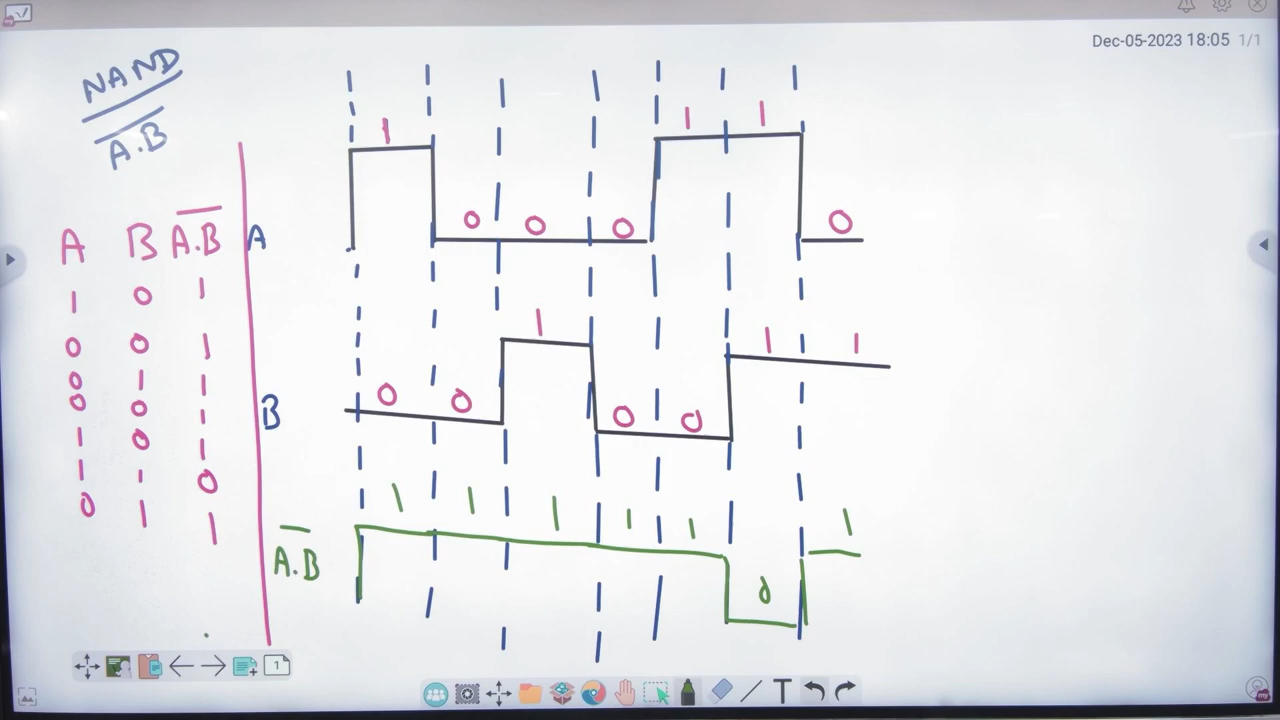 Dec-05-2023 18:05 1/1
NAND
A.B
A B A.B
1 0 1
0 0 1
0 1 1
0 0 1
1 0 1
1 1 0
0 1 1
A
1 0 0 0 1 1 0
B
0 0 1 0 0 1 1
A.B
1 1 1 1 1 0 1
1
T
my